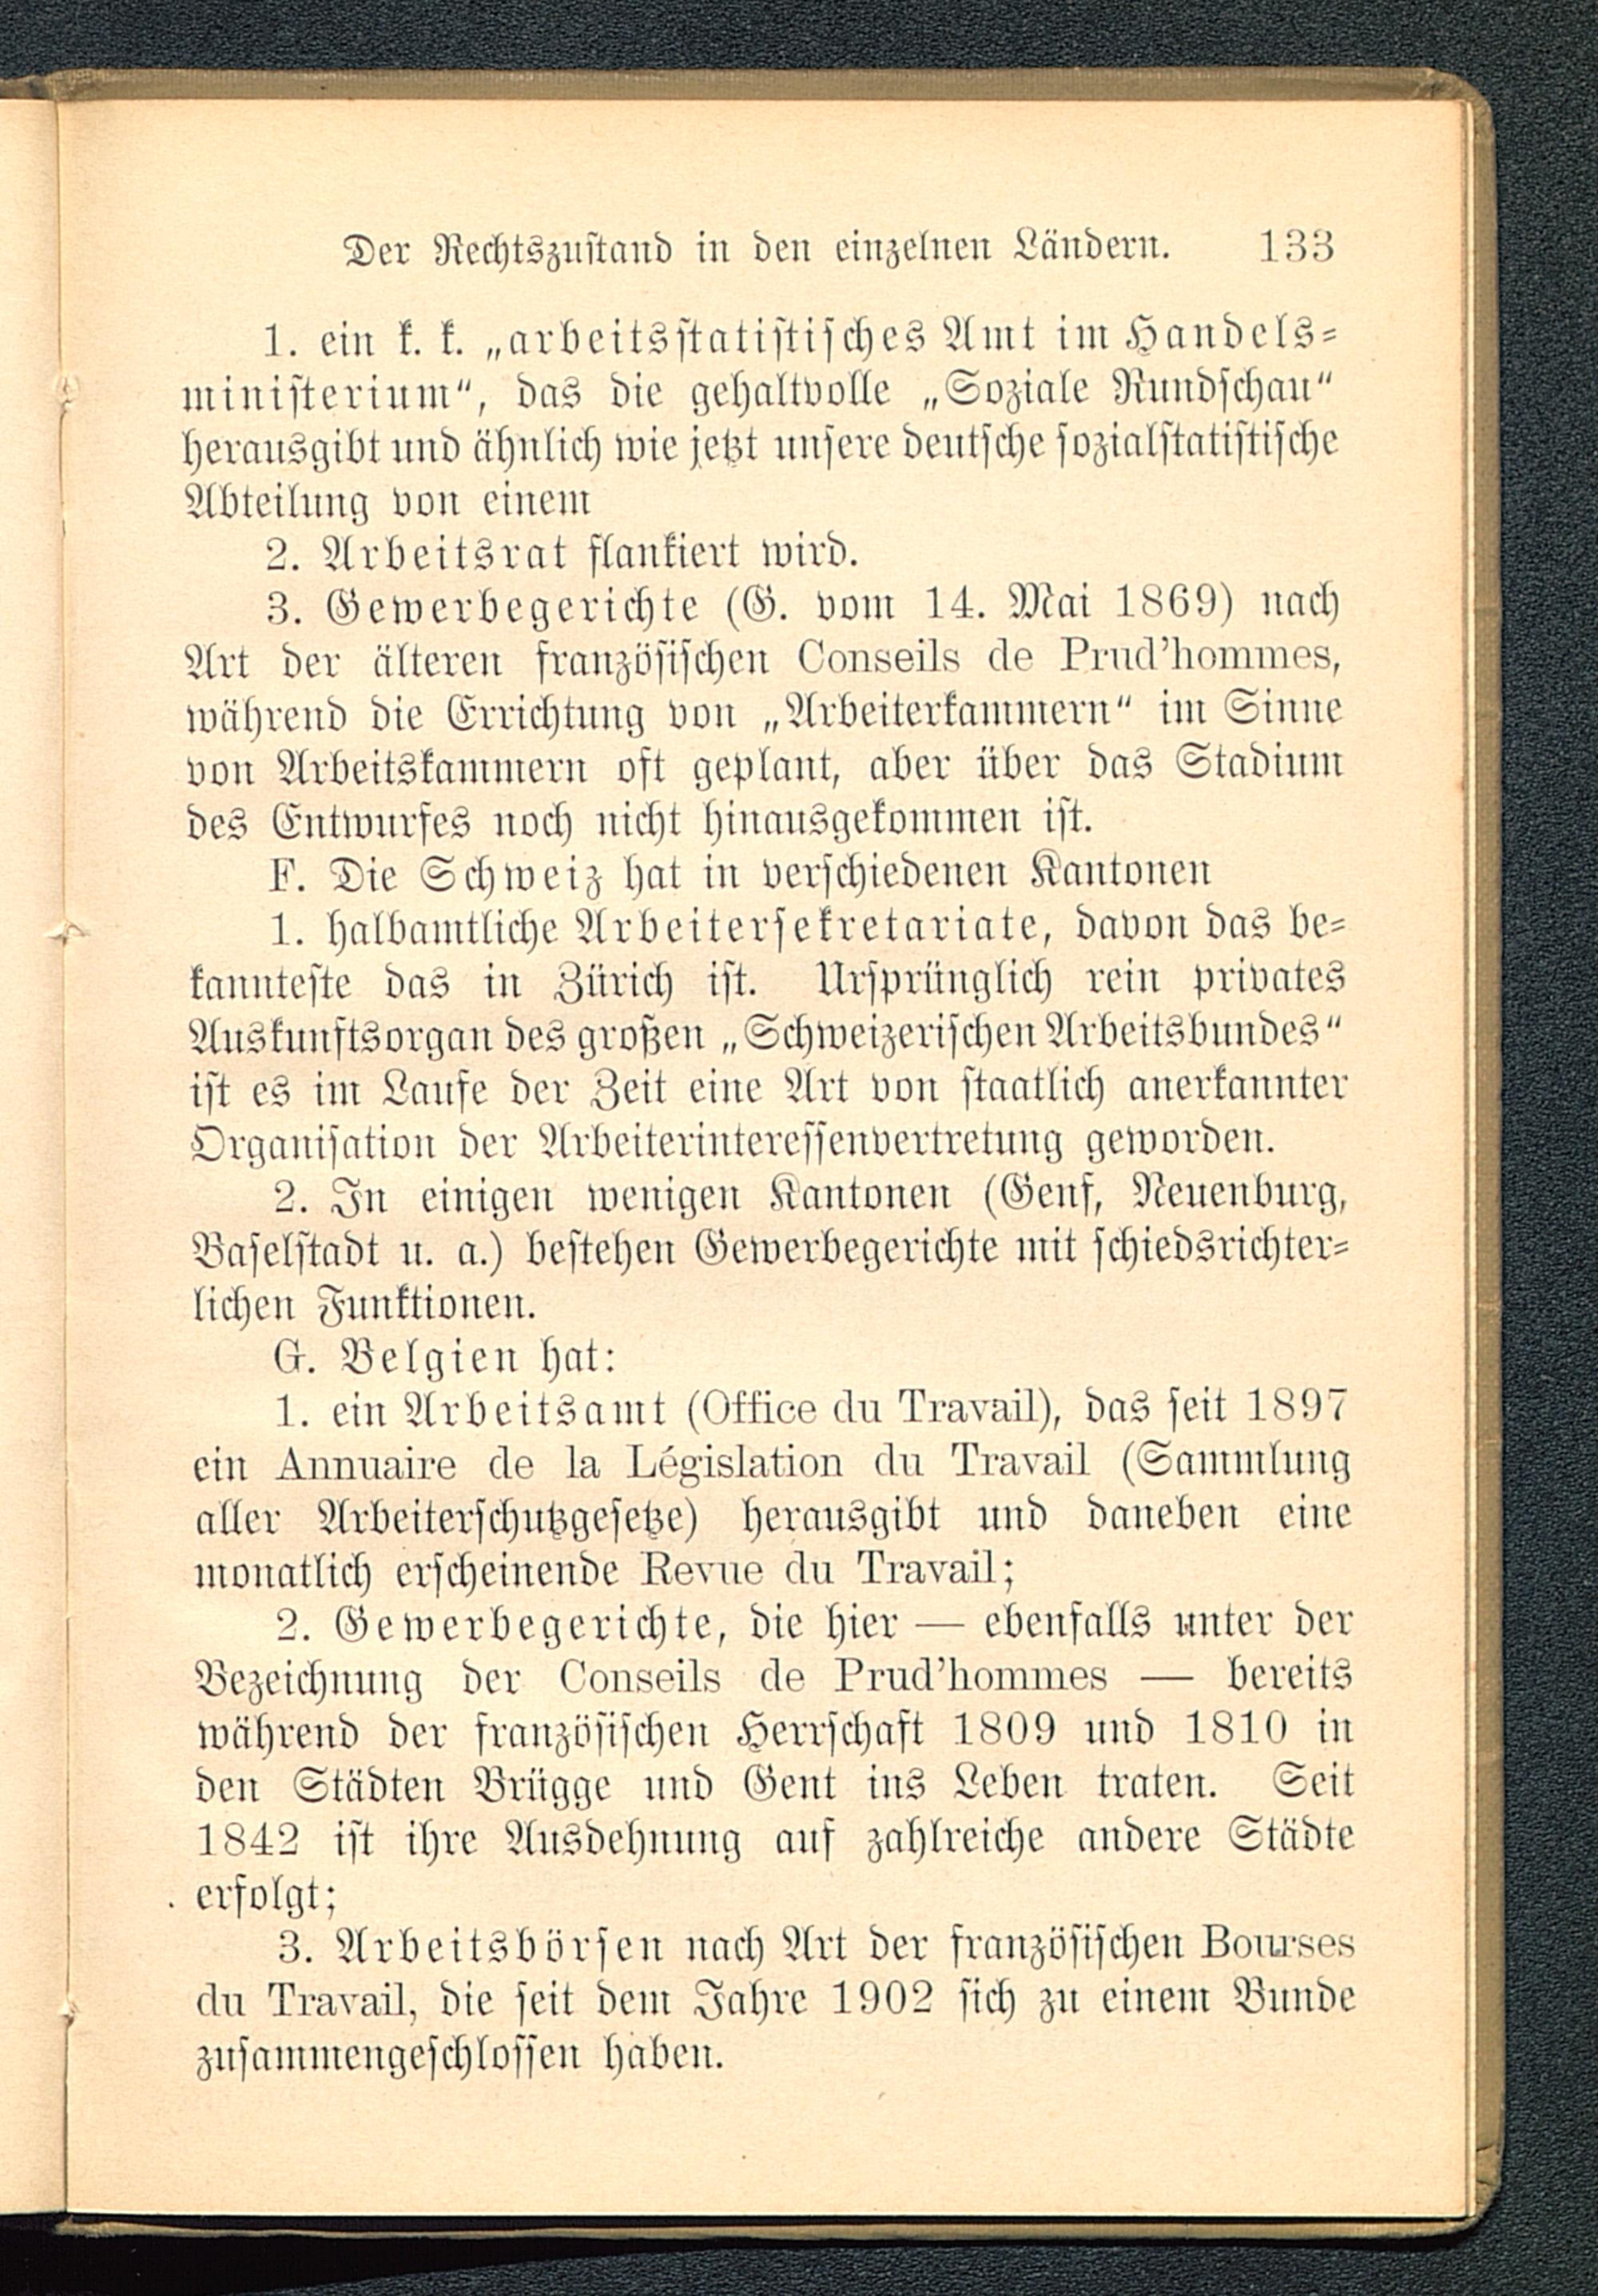 Der Rechtszustand in den einzelnen Ländern. 133
1. ein k. k. „arbeitsstatistisches Amt im Handels-
ministerium“, das die gehaltvolle „Soziale Rundschau“
herausgibt und ähnlich wie jetzt unsere deutsche sozialstatistische
Abteilung von einem
2. Arbeitsrat flankiert wird.
3. Gewerbegerichte (G. vom 14. Mai 1869) nach
Art der älteren französischen Conseils de Prud’hommes,
während die Errichtung von „Arbeiterkammern“ im Sinne
von Arbeitskammern oft geplant, aber über das Stadium
des Entwurfes noch nicht hinausgekommen ist.
F. Die Schweiz hat in verschiedenen Kantonen
1. halbamtliche Arbeitersekretariate, davon das be-
kannteste das in Zürich ist. Ursprünglich rein privates
Auskunftsorgan des großen „Schweizerischen Arbeitsbundes“
ist es im Laufe der Zeit eine Art von staatlich anerkannter
Organisation der Arbeiterinteressenvertretung geworden.
2. In einigen wenigen Kantonen (Genf, Neuenburg,
Baselstadt u. a.) bestehen Gewerbegerichte mit schiedsrichter-
lichen Funktionen.
G. Belgien hat:
1. ein Arbeitsamt (Office du Travail), das seit 1897
ein Annuaire de la Législation du Travail (Sammlung
aller Arbeiterschutzgesetze) herausgibt und daneben eine
monatlich erscheinende Revue du Travail;
2. Gewerbegerichte, die hier — ebenfalls unter der
Bezeichnung der Conseils de Prud’hommes — bereits
während der französischen Herrschaft 1809 und 1810 in
den Städten Brügge und Gent ins Leben traten. Seit
1842 ist ihre Ausdehnung auf zahlreiche andere Städte
erfolgt;
3. Arbeitsbörsen nach Art der französischen Bourses
du Travail, die seit dem Jahre 1902 sich zu einem Bunde
zusammengeschlossen haben.